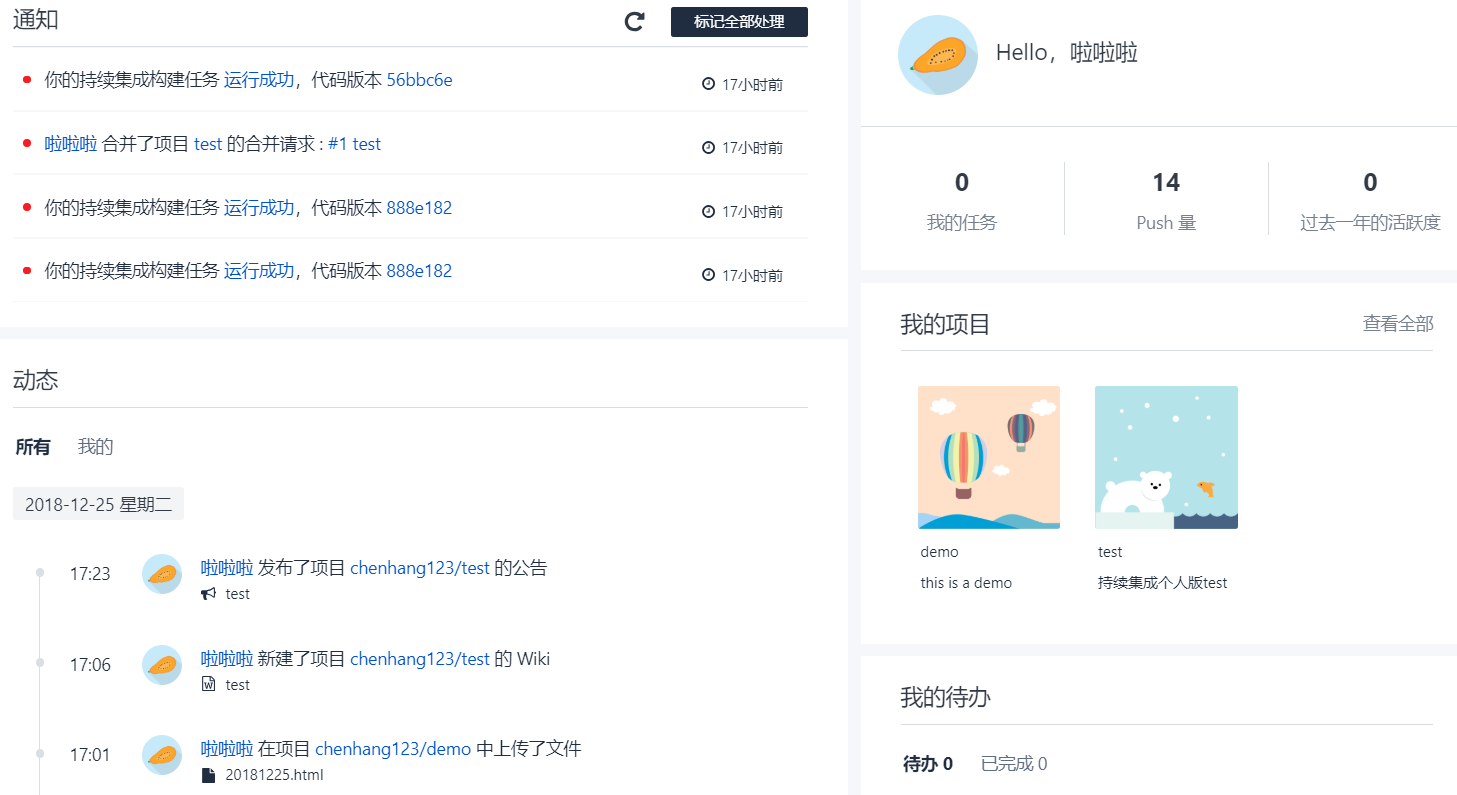 通知
标记全部处理
你的持续集成构建任务 运行成功，代码版本 56bbc6e
17小时前
啦啦啦 合并了项目 test 的合并请求 : #1 test
17小时前
你的持续集成构建任务 运行成功，代码版本 888e182
17小时前
你的持续集成构建任务 运行成功，代码版本 888e182
17小时前
动态
所有 我的
2018-12-25 星期二
17:23
啦啦啦 发布了项目 chenhang123/test 的公告
test
17:06
啦啦啦 新建了项目 chenhang123/test 的 Wiki
test
17:01
啦啦啦 在项目 chenhang123/demo 中上传了文件
20181225.html
Hello，啦啦啦
0
我的任务
14
Push 量
0
过去一年的活跃度
我的项目
查看全部
demo
this is a demo
test
持续集成个人版test
我的待办
待办 0 已完成 0